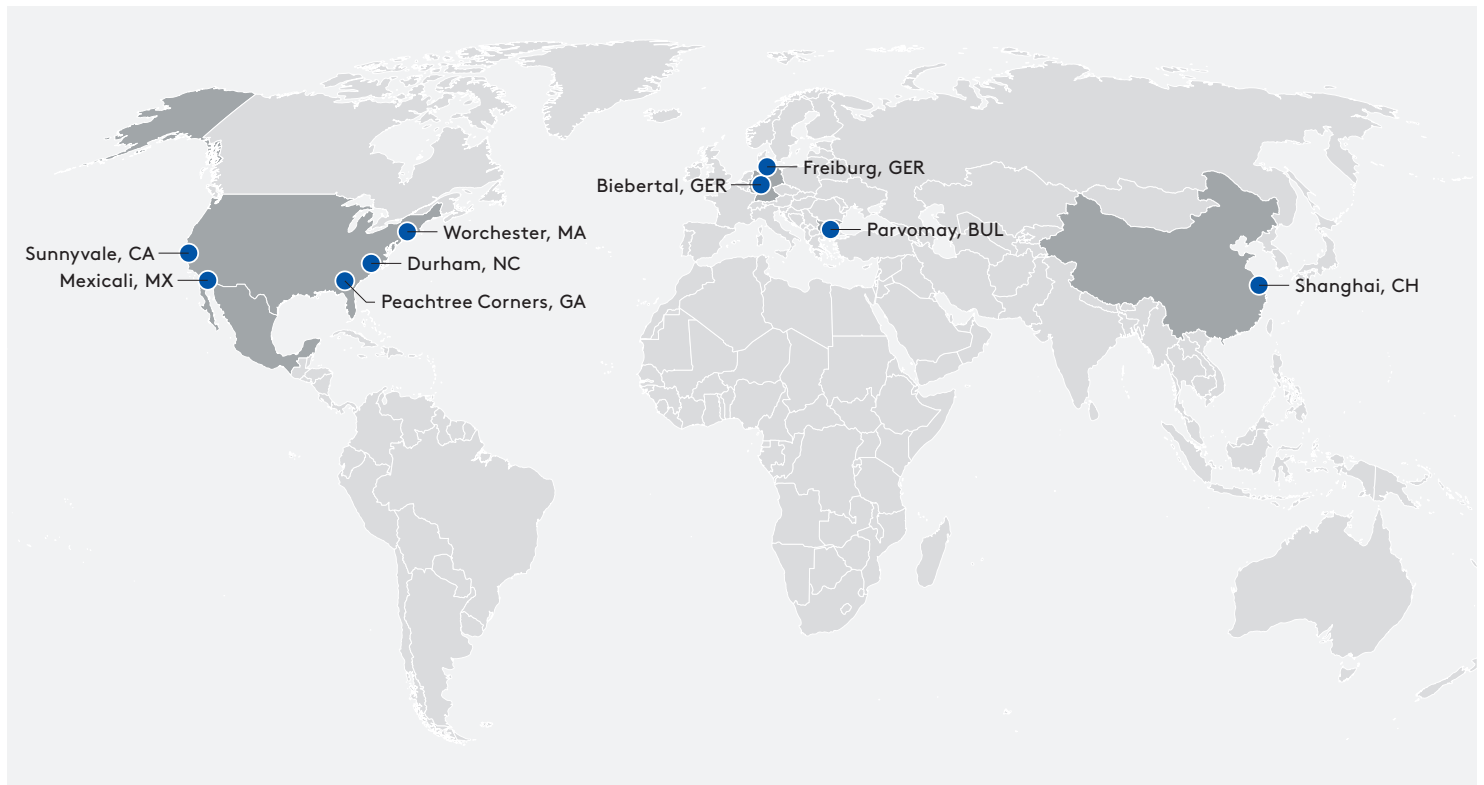 Freiburg, GER
Biebertal, GER
Worchester, MA
Parvomay, BUL
Sunnyvale, CA
Durham, NC
Mexicali, MX
Shanghai, CH
Peachtree Corners, GA